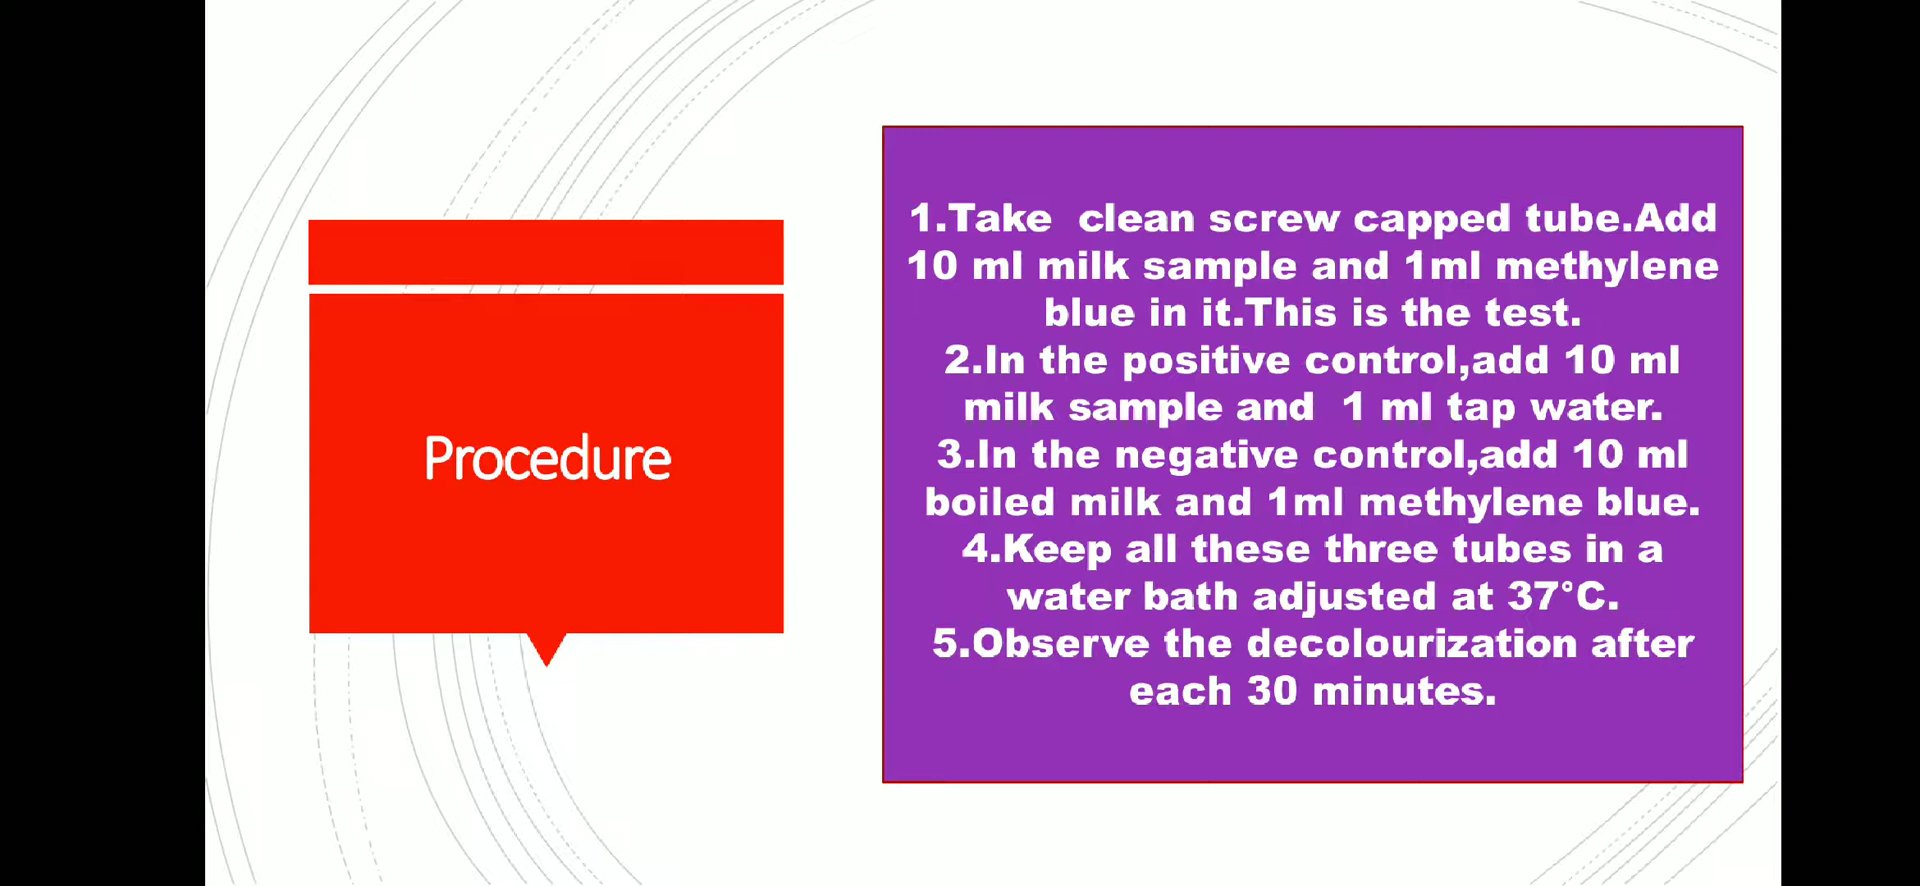 Procedure
1.Take  clean screw capped tube.Add
10 ml milk sample and 1ml methylene
blue in it.This is the test.
2.In the positive control,add 10 ml
milk sample and  1 ml tap water.
3.In the negative control,add 10 ml
boiled milk and 1ml methylene blue.
4.Keep all these three tubes in a
water bath adjusted at 37°C.
5.Observe the decolourization after
each 30 minutes.